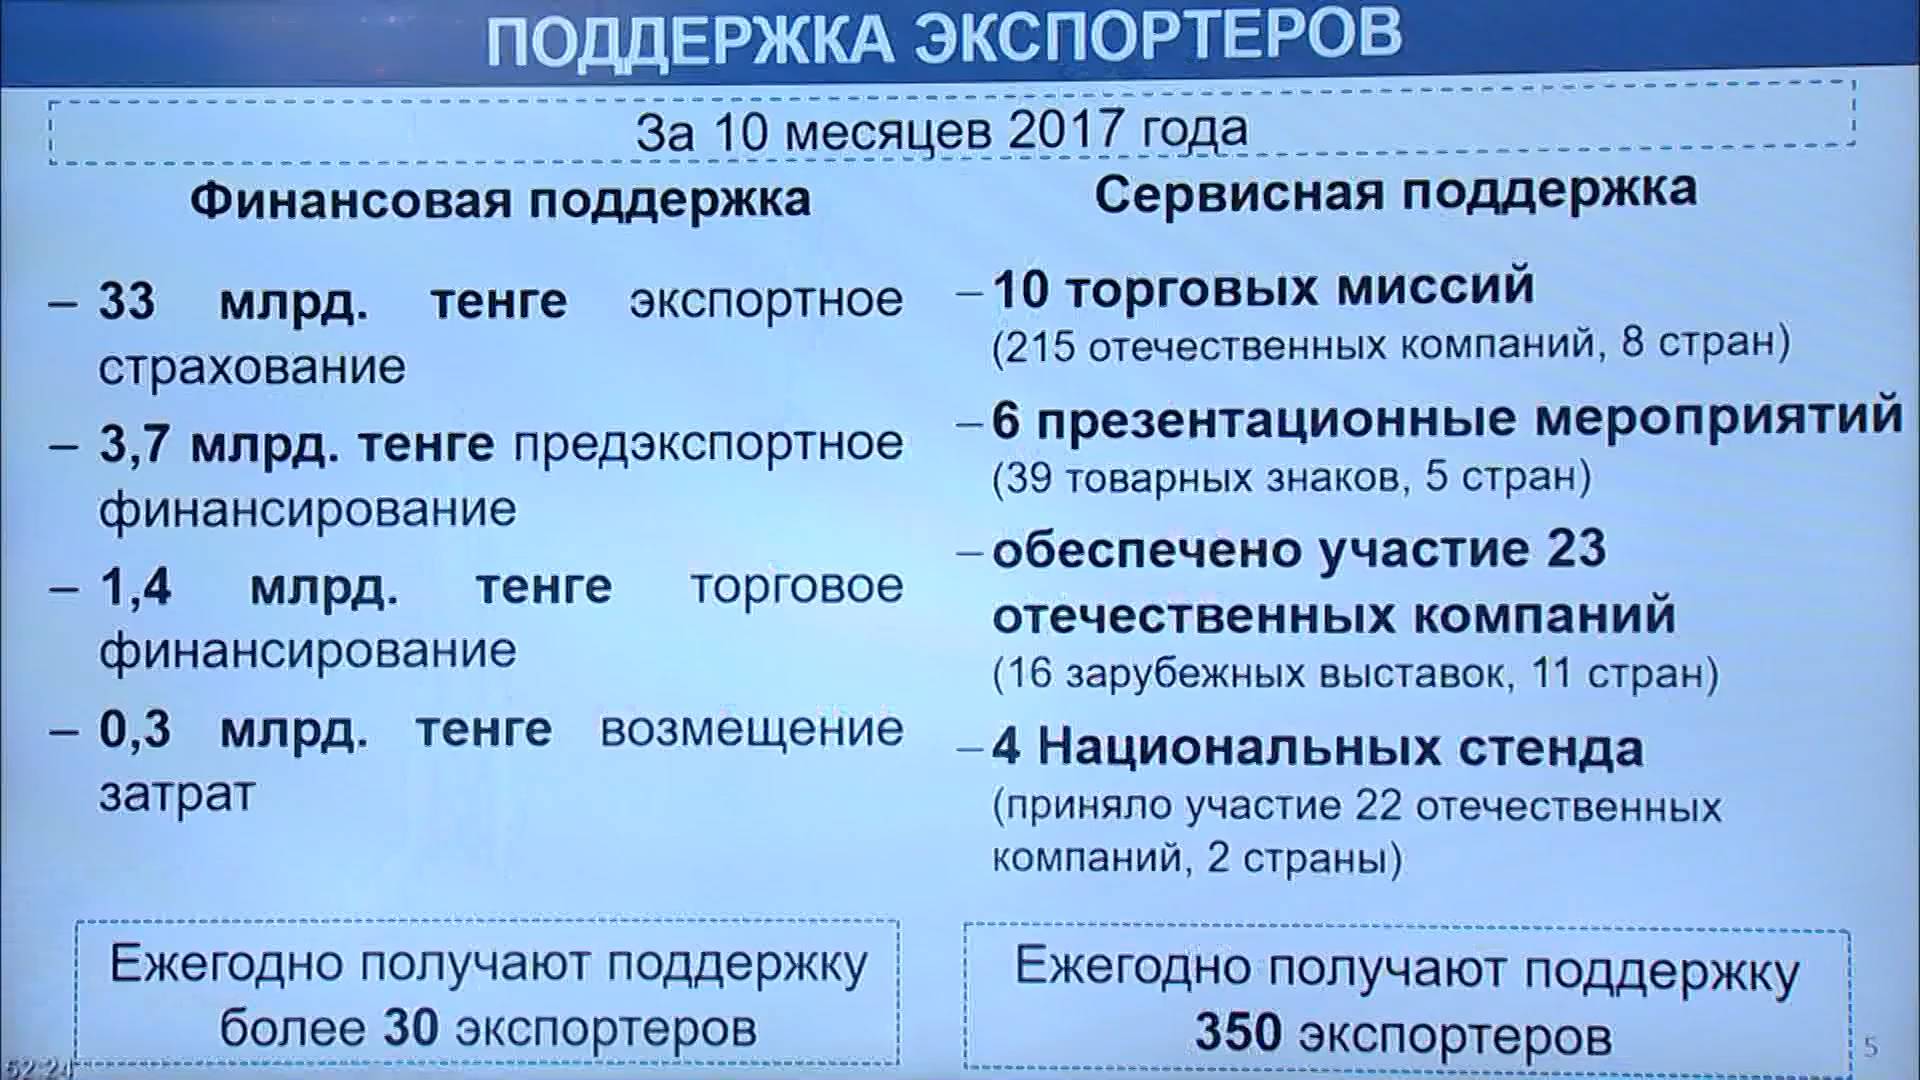 ПОДДЕРЖКА ЭКСПОРТЕРОВ
За 10 месяцев 2017 года
Финансовая поддержка
– 33 млрд. тенге экспортное
страхование
– 3,7 млрд. тенге предэкспортное
финансирование
– 1,4 млрд. тенге торговое
финансирование
– 0,3 млрд. тенге возмещение
затрат
Ежегодно получают поддержку
более 30 экспортеров
Сервисная поддержка
– 10 торговых миссий
(215 отечественных компаний, 8 стран)
– 6 презентационные мероприятий
(39 товарных знаков, 5 стран)
– обеспечено участие 23
отечественных компаний
(16 зарубежных выставок, 11 стран)
– 4 Национальных стенда
(приняло участие 22 отечественных
компаний, 2 страны)
Ежегодно получают поддержку
350 экспортеров
5
52:24